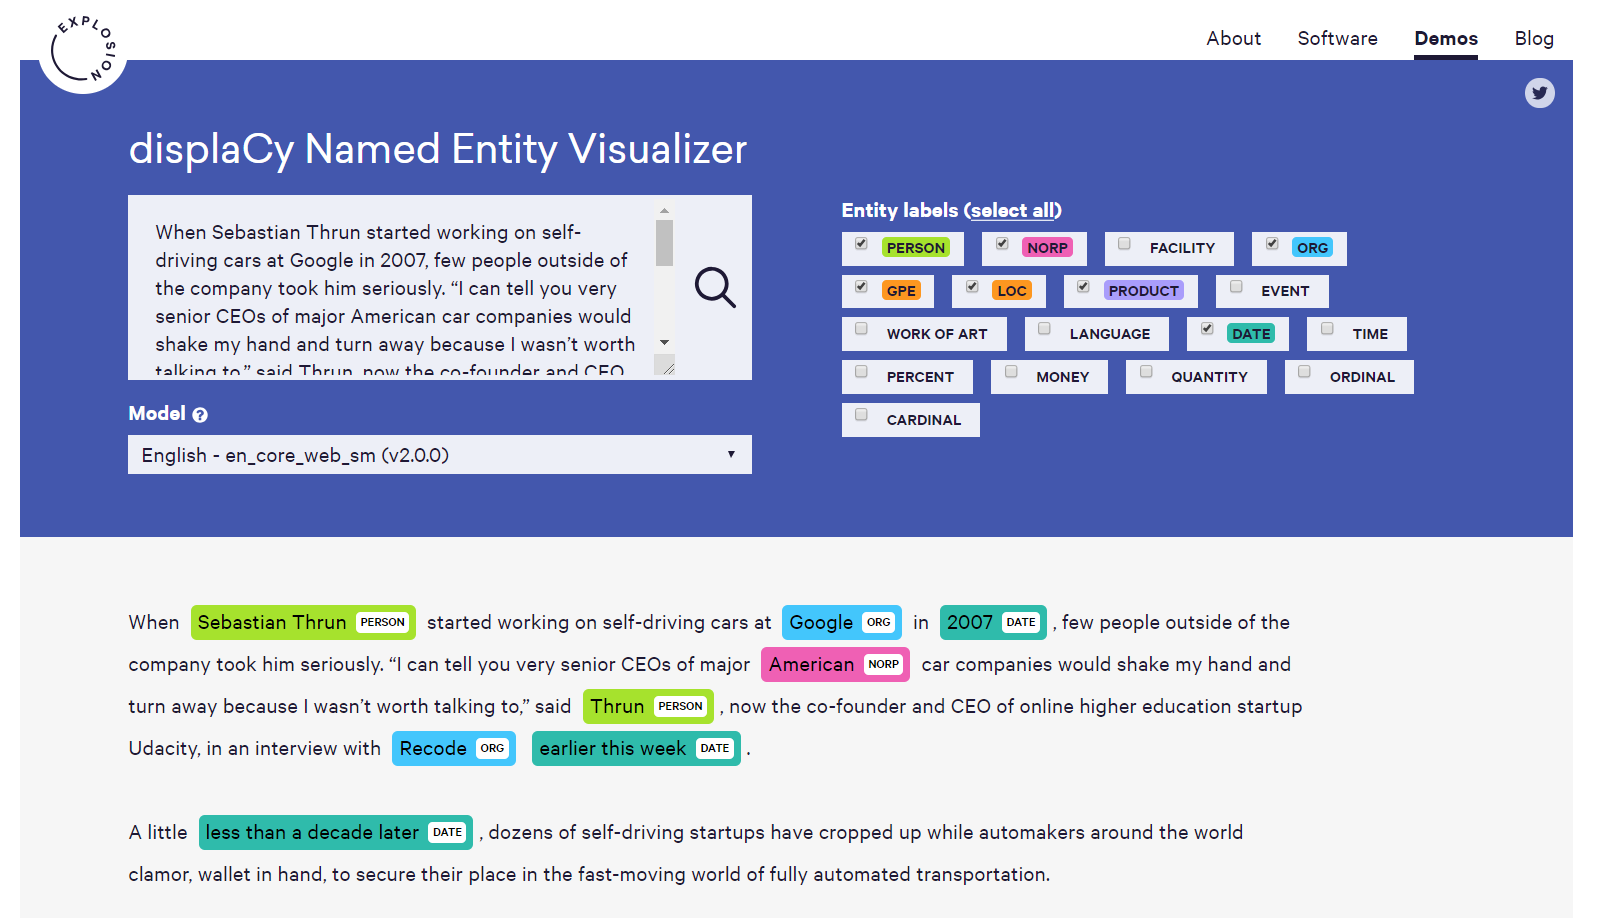 EXPLOSION
About Software Demos Blog
displaCy Named Entity Visualizer
When Sebastian Thrun started working on self-
driving cars at Google in 2007, few people outside of
the company took him seriously. “I can tell you very
senior CEOs of major American car companies would
shake my hand and turn away because I wasn’t worth
talking to,” said Thrun, now the co-founder and CEO
Model ?
English - en_core_web_sm (v2.0.0)
Entity labels (select all)
PERSON NORP FACILITY ORG
GPE LOC PRODUCT EVENT
WORK OF ART LANGUAGE DATE TIME
PERCENT MONEY QUANTITY ORDINAL
CARDINAL
When Sebastian Thrun PERSON started working on self-driving cars at Google ORG in 2007 DATE , few people outside of the
company took him seriously. “I can tell you very senior CEOs of major American NORP car companies would shake my hand and
turn away because I wasn’t worth talking to,” said Thrun PERSON , now the co-founder and CEO of online higher education startup
Udacity, in an interview with Recode ORG earlier this week DATE .
A little less than a decade later DATE , dozens of self-driving startups have cropped up while automakers around the world
clamor, wallet in hand, to secure their place in the fast-moving world of fully automated transportation.